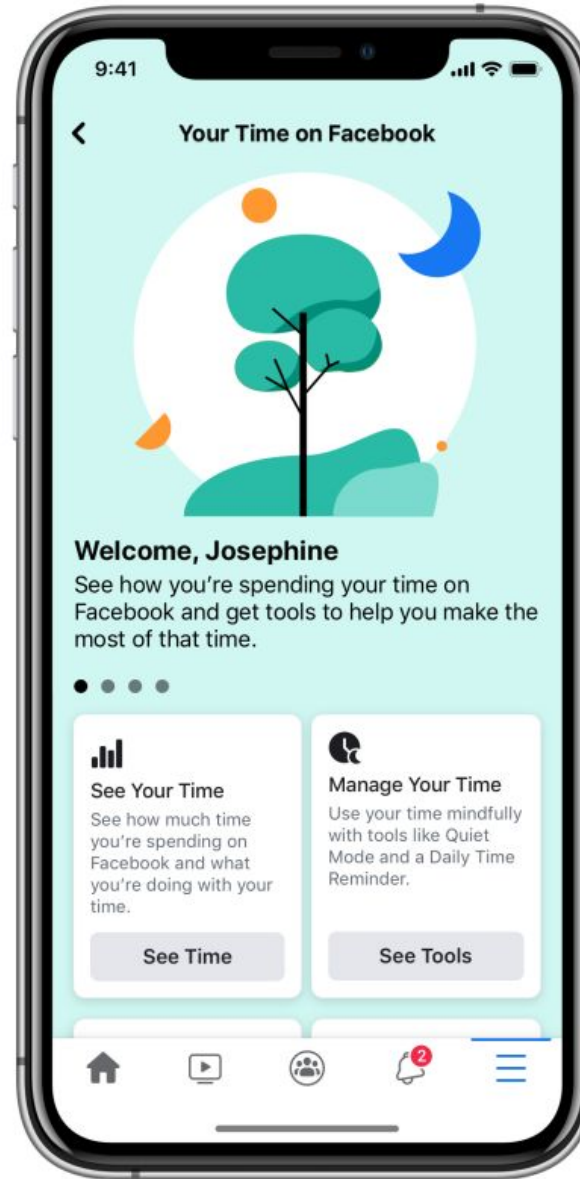 9:41
Your Time on Facebook
Welcome, Josephine
See how you’re spending your time on
Facebook and get tools to help you make the
most of that time.
See Your Time
See how much time
you’re spending on
Facebook and what
you’re doing with your
time.
See Time
Manage Your Time
Use your time mindfully
with tools like Quiet
Mode and a Daily Time
Reminder.
See Tools
2